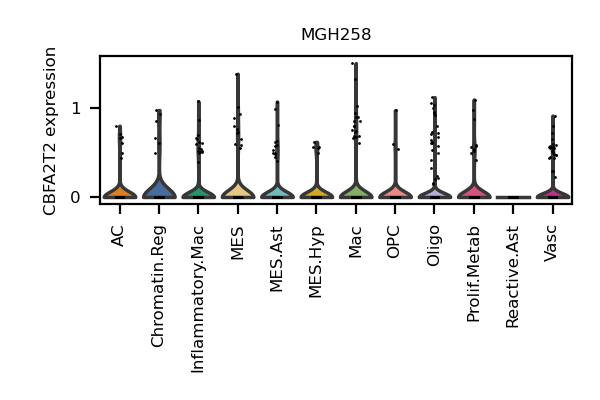 MGH258
CBFA2T2 expression
1
0
AC
Chromatin.Reg
Inflammatory.Mac
MES
MES.Ast
MES.Hyp
Mac
OPC
Oligo
Prolif.Metab
Reactive.Ast
Vasc